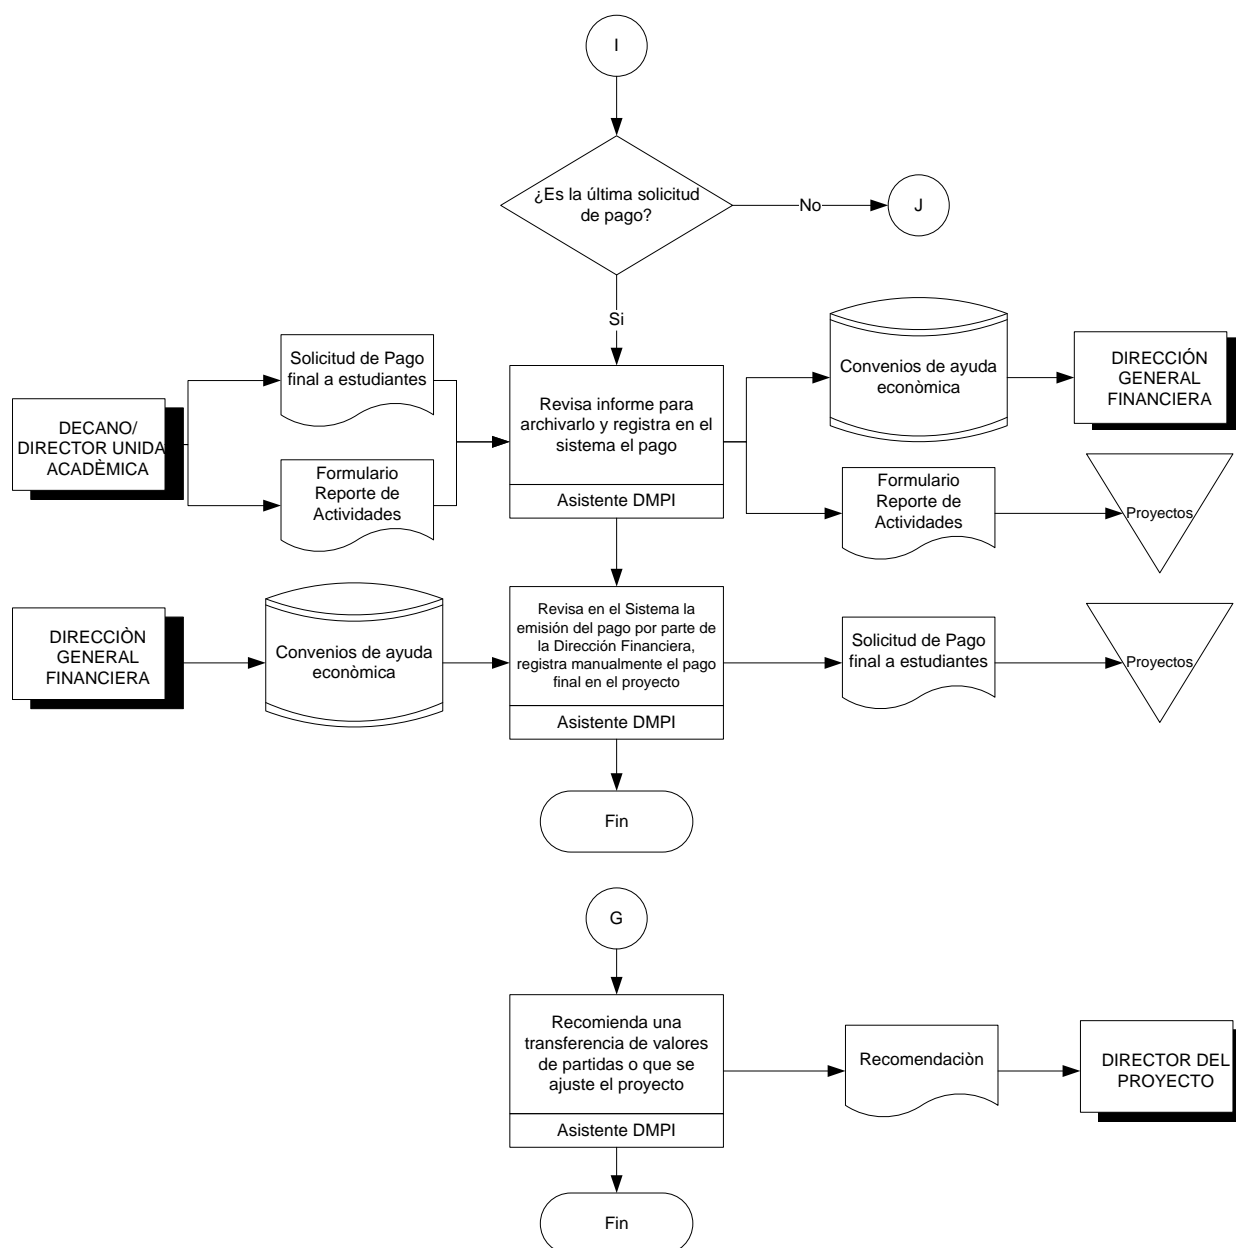 I
¿Es la última solicitud
de pago?
No
J
Si
Solicitud de Pago
final a estudiantes
DECANO/
DIRECTOR UNIDA
ACADÈMICA
Formulario
Reporte de
Actividades
Revisa informe para
archivarlo y registra en el
sistema el pago
Asistente DMPI
Convenios de ayuda
econòmica
DIRECCIÓN
GENERAL
FINANCIERA
Formulario
Reporte de
Actividades
Proyectos
DIRECCIÒN
GENERAL
FINANCIERA
Convenios de ayuda
econòmica
Revisa en el Sistema la
emisión del pago por parte de
la Dirección Financiera,
registra manualmente el pago
final en el proyecto
Asistente DMPI
Solicitud de Pago
final a estudiantes
Proyectos
Fin
G
Recomienda una
transferencia de valores
de partidas o que se
ajuste el proyecto
Asistente DMPI
Recomendaciòn
DIRECTOR DEL
PROYECTO
Fin